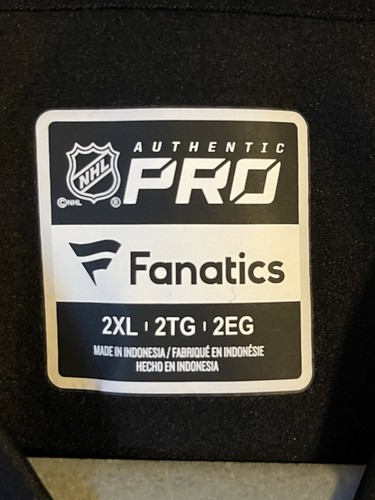 AUTHENTIC
NHL PRO
©NHL ®
Fanatics
2XL | 2TG | 2EG
MADE IN INDONESIA / FABRIQUÉ EN INDONÉSIE
HECHO EN INDONESIA